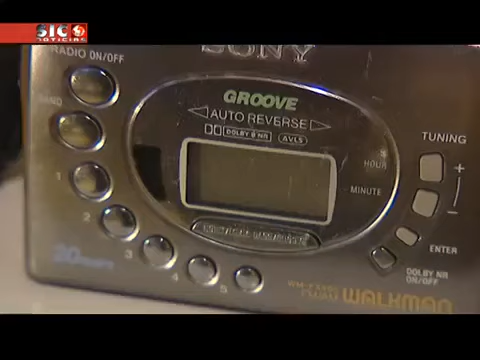 SIC
NOTÍCIAS
RADIO ON/OFF
SONY
BAND
GROOVE
AUTO REVERSE
DOLBY B NR AVLS
TUNING
HOUR
+
MINUTE
1
−
2
ENTER
3
4
5
DOLBY NR
ON/OFF
WALKMAN